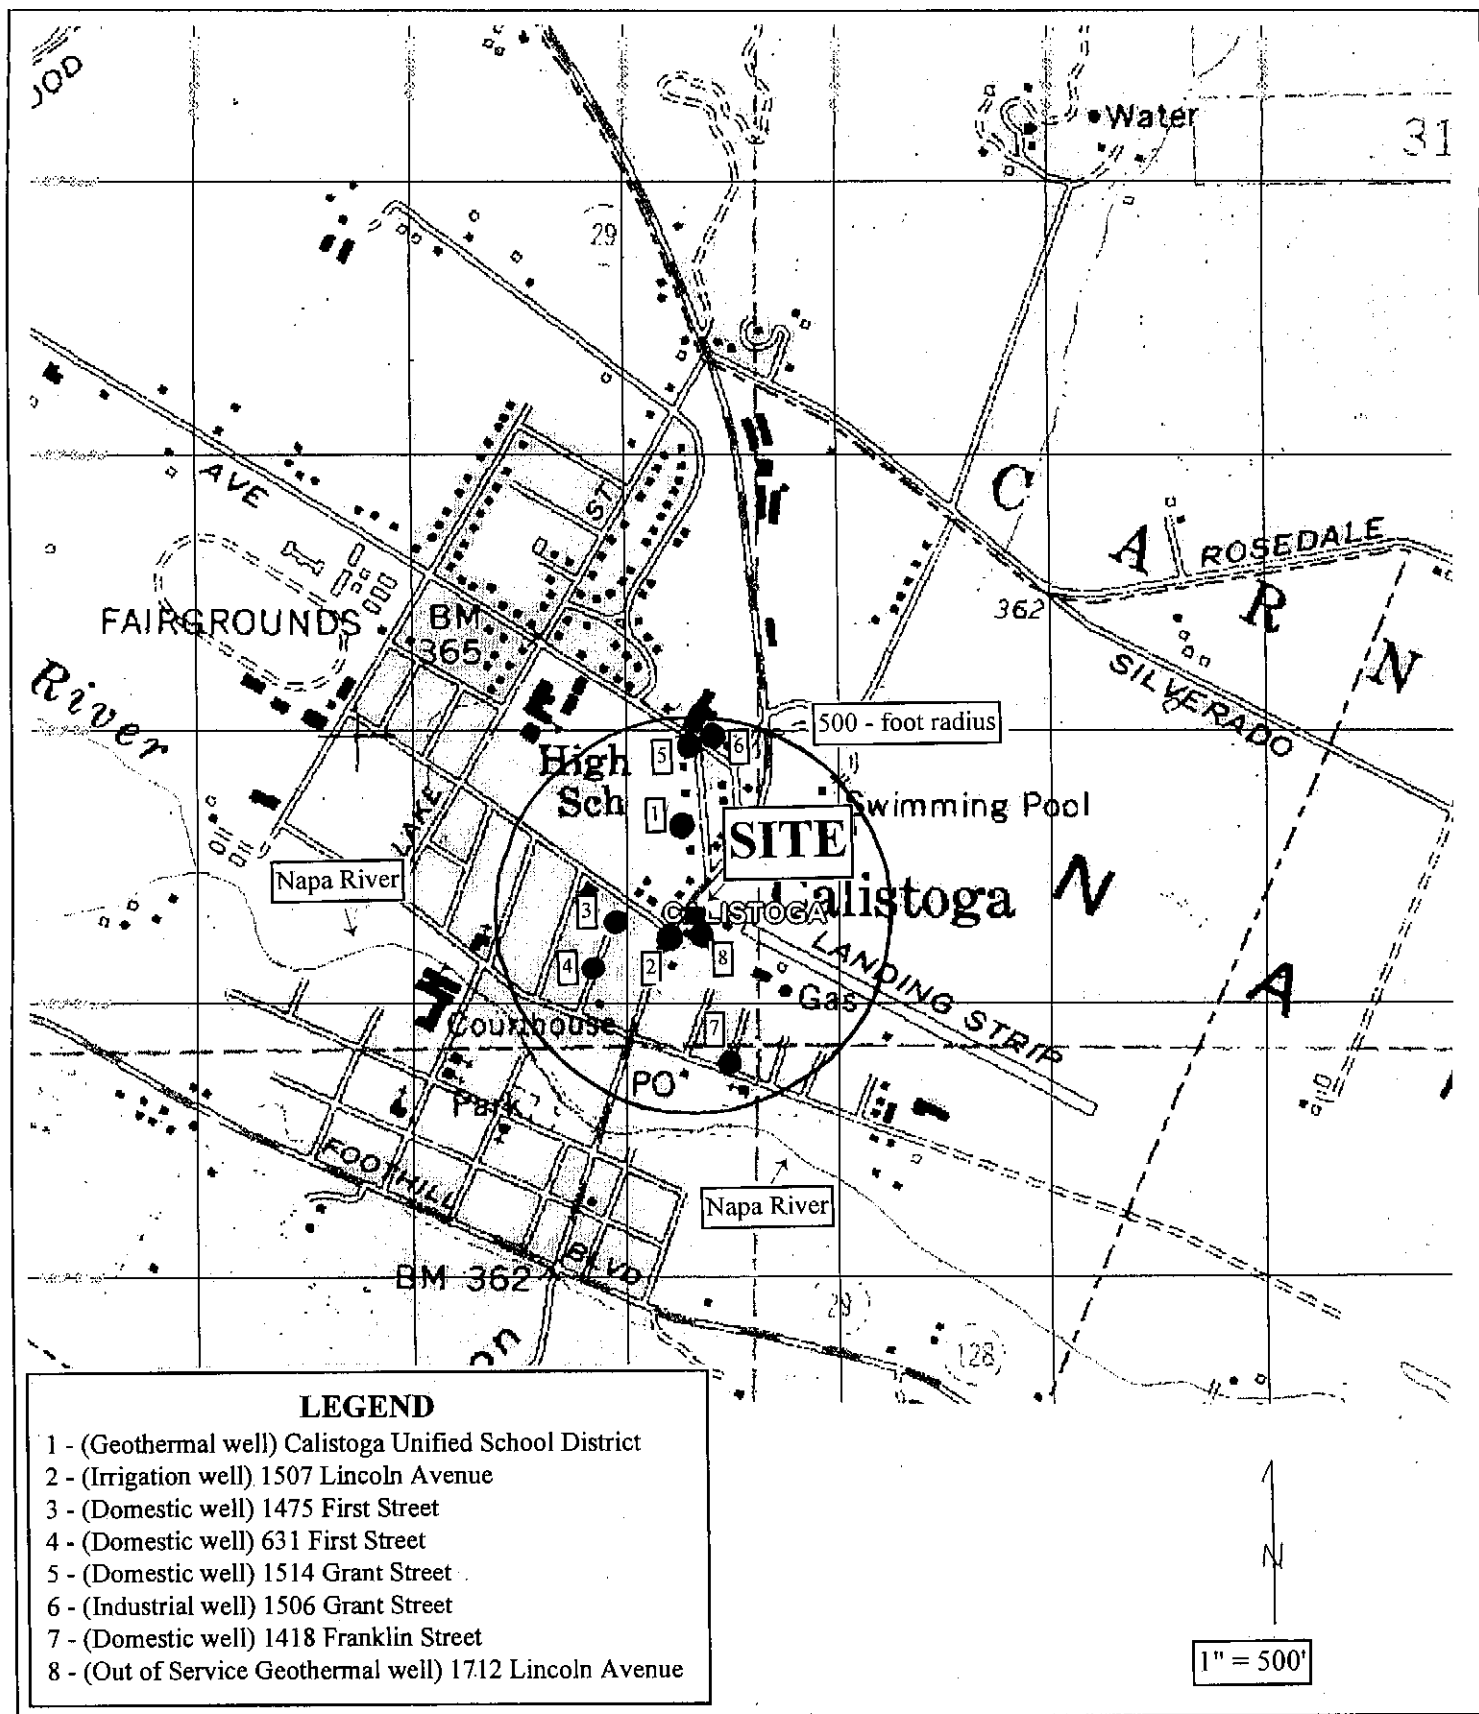 OOD
Water
31
29
AVE
ST
C
A
ROSEDALE
FAIRGROUNDS
BM
365
362
R
N
River
SILVERADO
500 - foot radius
5
6
High
Sch
1
Swimming Pool
SITE
LAKE
Napa River
Calistoga
N
3
CALISTOGA
LANDING STRIP
4
2
8
Gas
A
Courthouse
7
PO
Park
FOOTHILL
BLVD
Napa River
BM 362
29
128
on
LEGEND
1 - (Geothermal well) Calistoga Unified School District
2 - (Irrigation well) 1507 Lincoln Avenue
3 - (Domestic well) 1475 First Street
4 - (Domestic well) 631 First Street
5 - (Domestic well) 1514 Grant Street
6 - (Industrial well) 1506 Grant Street
7 - (Domestic well) 1418 Franklin Street
8 - (Out of Service Geothermal well) 1712 Lincoln Avenue
N
1" = 500'